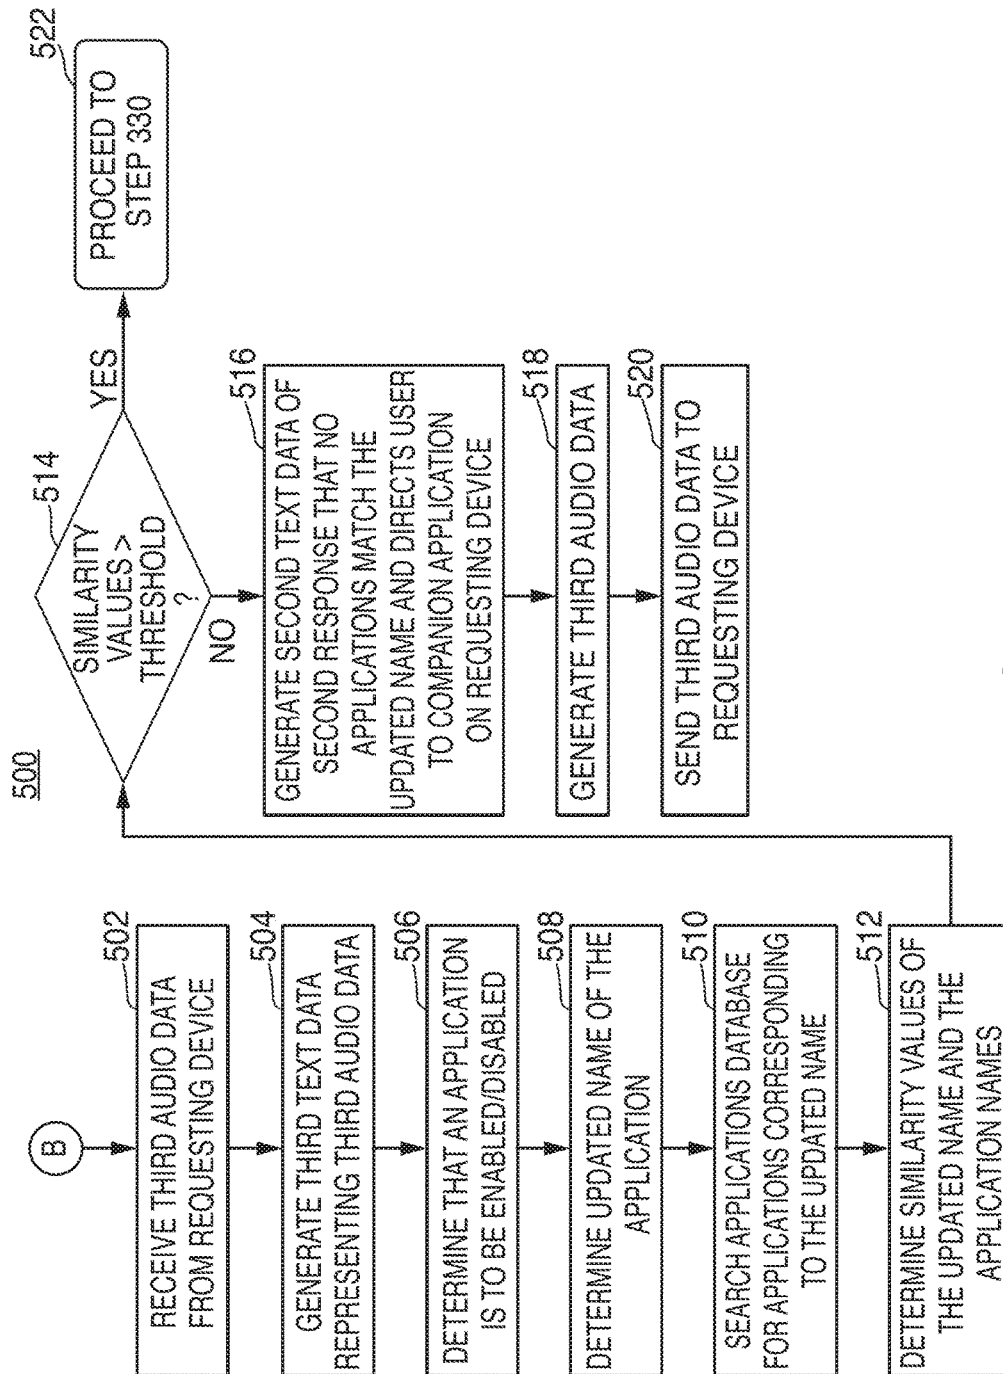 500
B
502
RECEIVE THIRD AUDIO DATA
FROM REQUESTING DEVICE
504
GENERATE THIRD TEXT DATA
REPRESENTING THIRD AUDIO DATA
506
DETERMINE THAT AN APPLICATION
IS TO BE ENABLED/DISABLED
508
DETERMINE UPDATED NAME OF THE
APPLICATION
510
SEARCH APPLICATIONS DATABASE
FOR APPLICATIONS CORRESPONDING
TO THE UPDATED NAME
512
DETERMINE SIMILARITY VALUES OF
THE UPDATED NAME AND THE
APPLICATION NAMES
514
SIMILARITY
VALUES >
THRESHOLD
?
YES
NO
516
GENERATE SECOND TEXT DATA OF
SECOND RESPONSE THAT NO
APPLICATIONS MATCH THE
UPDATED NAME AND DIRECTS USER
TO COMPANION APPLICATION
ON REQUESTING DEVICE
518
GENERATE THIRD AUDIO DATA
520
SEND THIRD AUDIO DATA TO
REQUESTING DEVICE
522
PROCEED TO
STEP 330